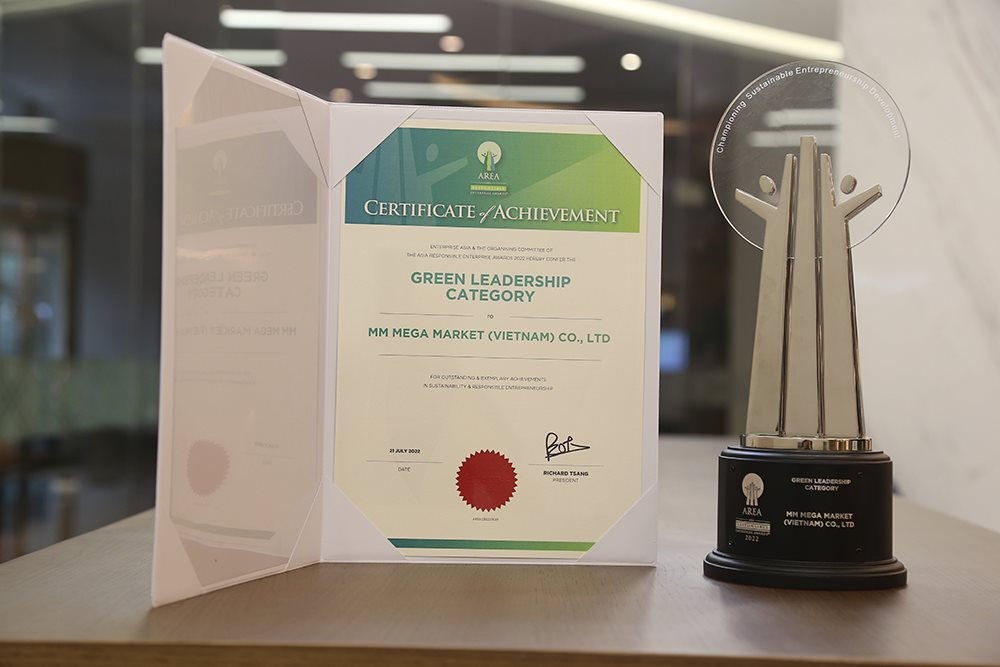 AREA
CERTIFICATE of ACHIEVEMENT
ENTERPRISE ASIA & THE ORGANISING COMMITTEE OF
THE ASIA RESPONSIBLE ENTERPRISE AWARDS 2022 HEREBY CONFER THE
GREEN LEADERSHIP
CATEGORY
TO
MM MEGA MARKET (VIETNAM) CO., LTD
FOR OUTSTANDING & EXEMPLARY ACHIEVEMENTS
IN SUSTAINABILITY & RESPONSIBLE ENTREPRENEURSHIP
21 JULY 2022
DATE
RICHARD TSANG
PRESIDENT
Championing Sustainable Entrepreneurship Development
AREA
2022
GREEN LEADERSHIP
CATEGORY
MM MEGA MARKET
(VIETNAM) CO., LTD